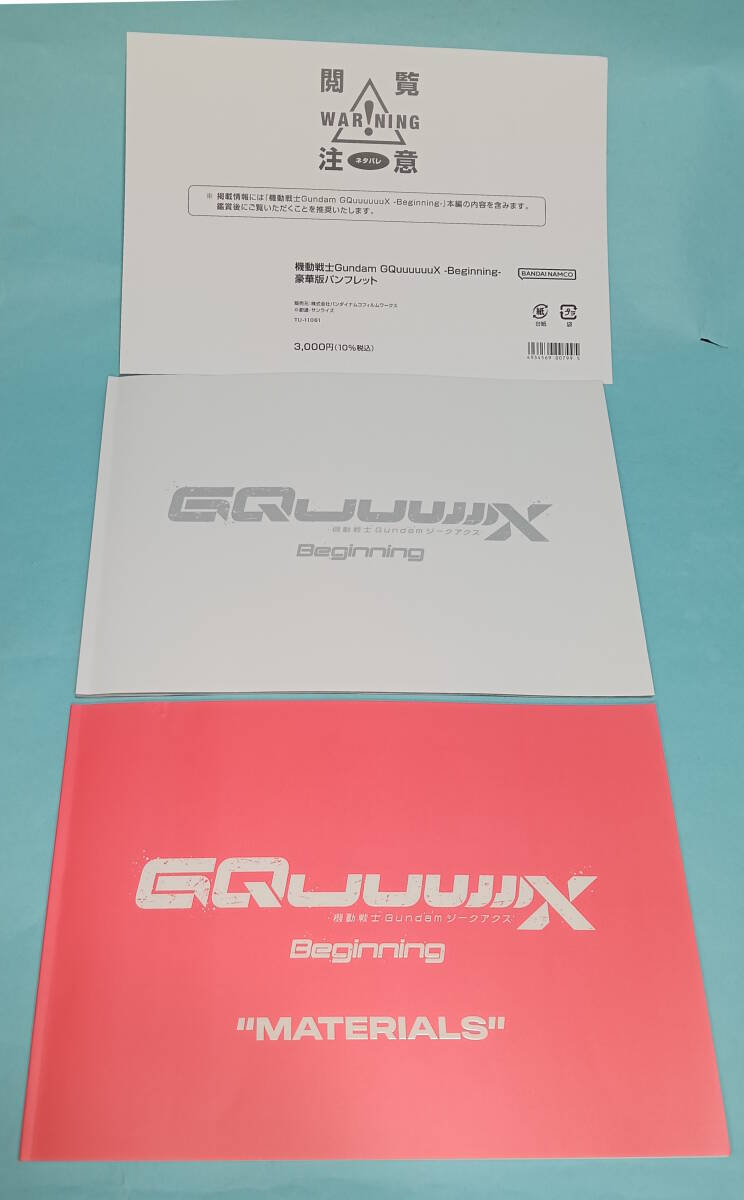 閲覧
WARNING
注意
ネタバレ
※ 掲載情報には「機動戦士Gundam GQuuuuuuX -Beginning-」本編の内容を含みます。
鑑賞後にご覧いただくことを推奨いたします。
機動戦士Gundam GQuuuuuuX -Beginning-
豪華版パンフレット
BANDAI NAMCO
販売元：株式会社バンダイナムコフィルムワークス
©創通・サンライズ
TU-11061
紙
台紙
プラ
袋
3,000円（10%税込）
4934569 00799 5
GQuuuuuuX
機動戦士Gundamジークアクス
Beginning
GQuuuuuuX
機動戦士Gundamジークアクス
Beginning
"MATERIALS"